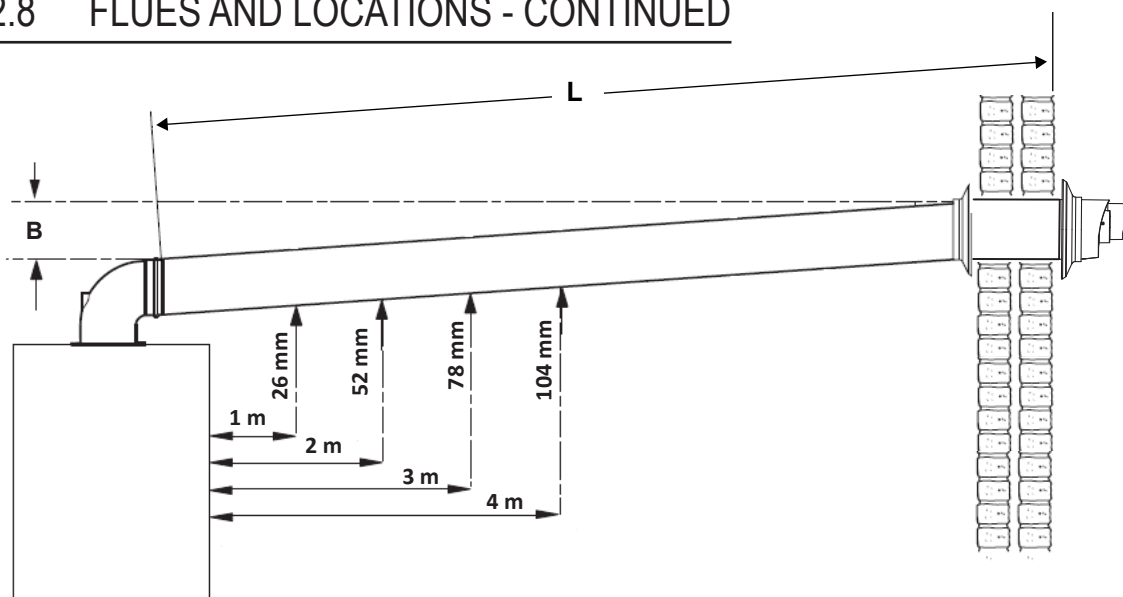 2.8 FLUES AND LOCATIONS - CONTINUED
L
B
26 mm
52 mm
78 mm
104 mm
1 m
2 m
3 m
4 m